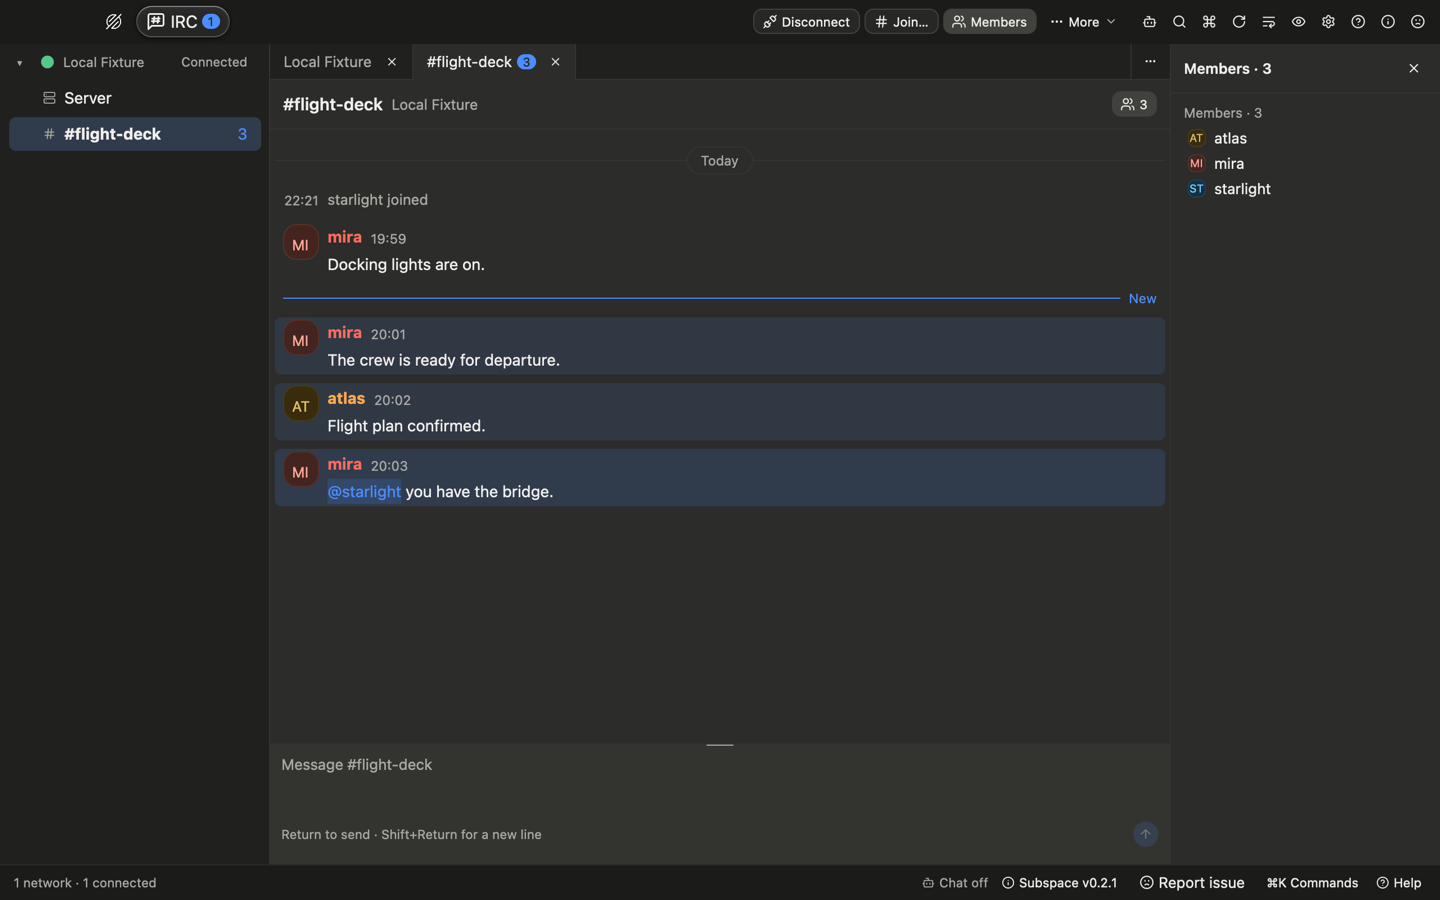 IRC 1
Disconnect
Join...
Members
More
Local Fixture Connected
Server
#flight-deck 3
Local Fixture
#flight-deck 3
#flight-deck Local Fixture
3
Today
22:21 starlight joined
MI mira 19:59
Docking lights are on.
New
MI mira 20:01
The crew is ready for departure.
AT atlas 20:02
Flight plan confirmed.
MI mira 20:03
@starlight you have the bridge.
Message #flight-deck
Return to send · Shift+Return for a new line
Members · 3
Members · 3
AT atlas
MI mira
ST starlight
1 network · 1 connected
Chat off
Subspace v0.2.1
Report issue
⌘K Commands
Help